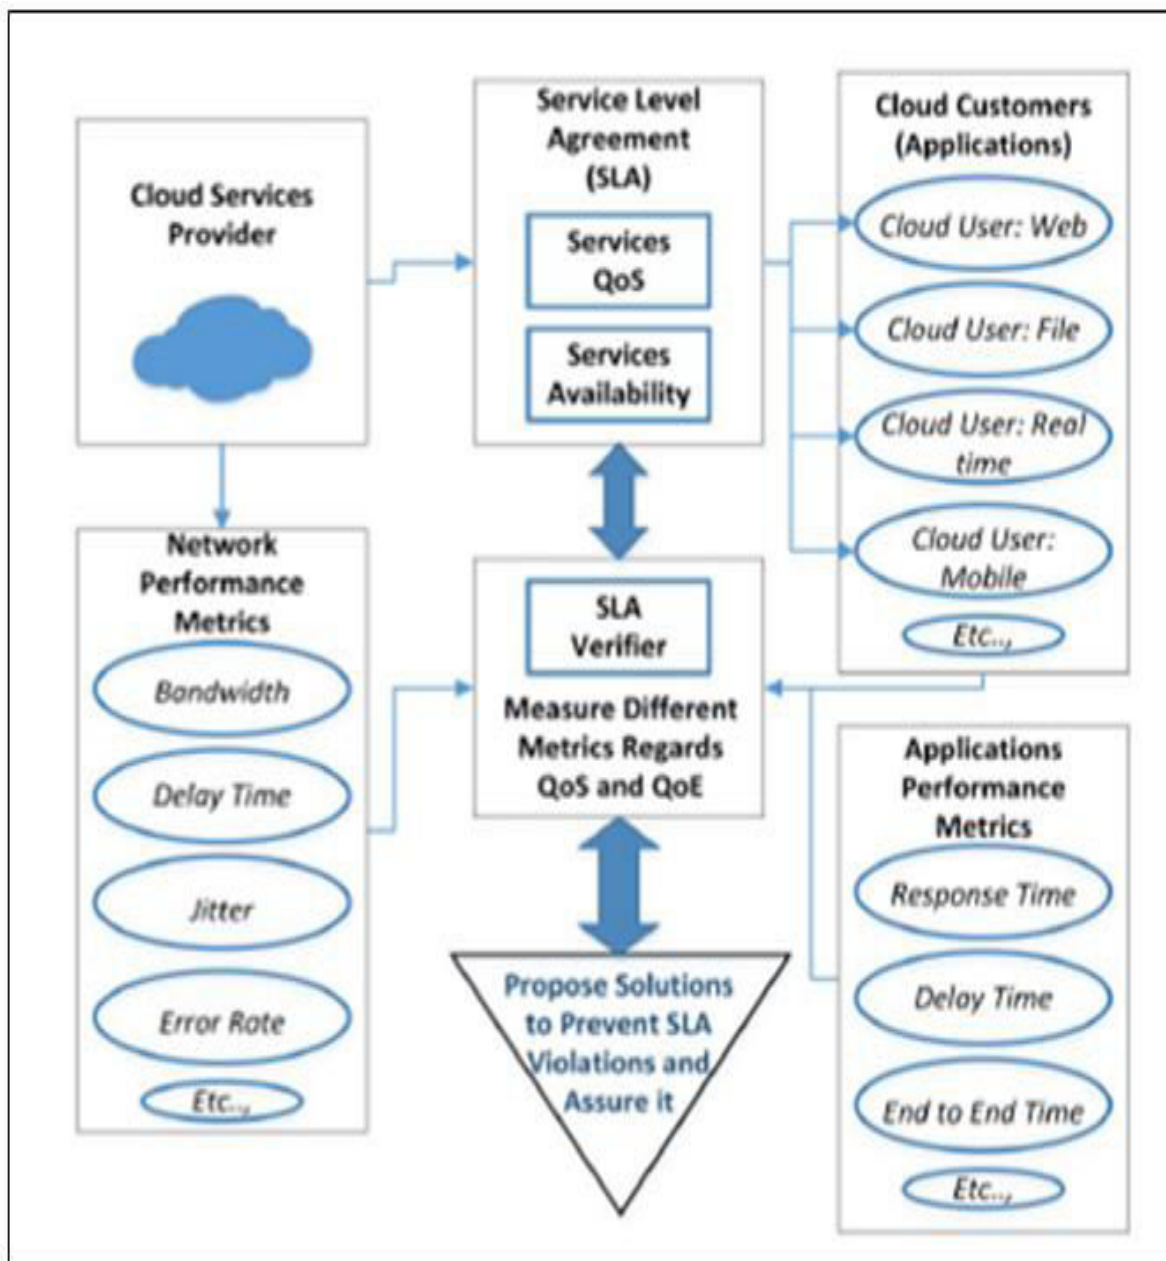 Cloud Services
Provider
Service Level
Agreement
(SLA)
Services
QoS
Services
Availability
Cloud Customers
(Applications)
Cloud User: Web
Cloud User: File
Cloud User: Real
time
Cloud User:
Mobile
Etc..,
Network
Performance
Metrics
Bandwidth
Delay Time
Jitter
Error Rate
Etc..,
SLA
Verifier
Measure Different
Metrics Regards
QoS and QoE
Propose Solutions
to Prevent SLA
Violations and
Assure it
Applications
Performance
Metrics
Response Time
Delay Time
End to End Time
Etc..,